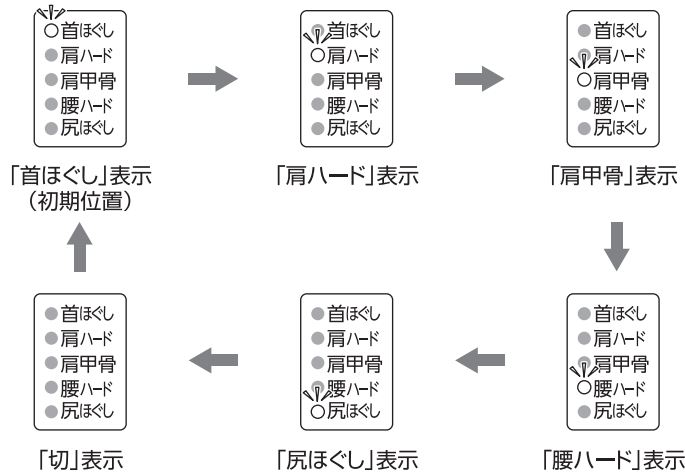 首ほぐし
肩ハード
肩甲骨
腰ハード
尻ほぐし
「首ほぐし」表示
（初期位置）
首ほぐし
肩ハード
肩甲骨
腰ハード
尻ほぐし
「肩ハード」表示
首ほぐし
肩ハード
肩甲骨
腰ハード
尻ほぐし
「肩甲骨」表示
首ほぐし
肩ハード
肩甲骨
腰ハード
尻ほぐし
「腰ハード」表示
首ほぐし
肩ハード
肩甲骨
腰ハード
尻ほぐし
「尻ほぐし」表示
首ほぐし
肩ハード
肩甲骨
腰ハード
尻ほぐし
「切」表示